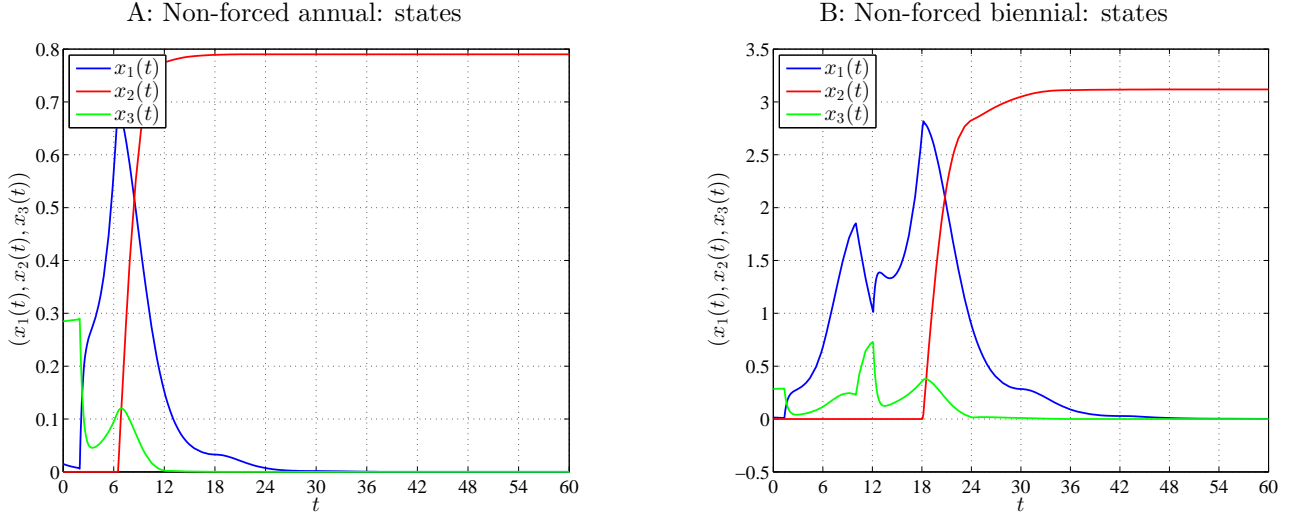 A: Non-forced annual: states
0.8
0.7
0.6
0.5
0.4
0.3
0.2
0.1
0
(x₁(t), x₂(t), x₃(t))
x₁(t)
x₂(t)
x₃(t)
0 6 12 18 24 30 36 42 48 54 60
t
B: Non-forced biennial: states
3.5
3
2.5
2
1.5
1
0.5
0
−0.5
(x₁(t), x₂(t), x₃(t))
x₁(t)
x₂(t)
x₃(t)
0 6 12 18 24 30 36 42 48 54 60
t